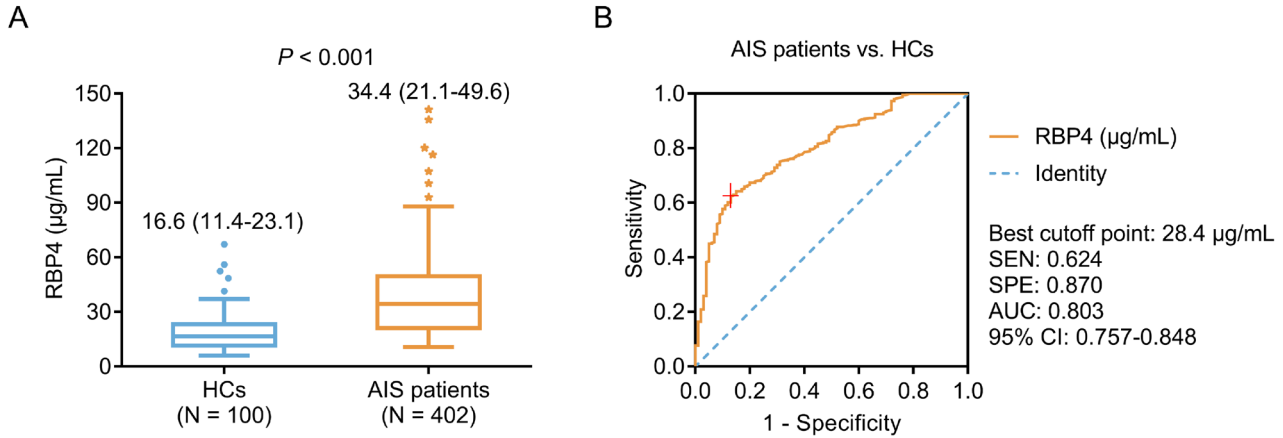 A
P < 0.001
34.4 (21.1-49.6)
16.6 (11.4-23.1)
RBP4 (µg/mL)
150
120
90
60
30
0
HCs
(N = 100)
AIS patients
(N = 402)
B
AIS patients vs. HCs
Sensitivity
1.0
0.8
0.6
0.4
0.2
0.0
0.0 0.2 0.4 0.6 0.8 1.0
1 - Specificity
RBP4 (µg/mL)
Identity
Best cutoff point: 28.4 µg/mL
SEN: 0.624
SPE: 0.870
AUC: 0.803
95% CI: 0.757-0.848